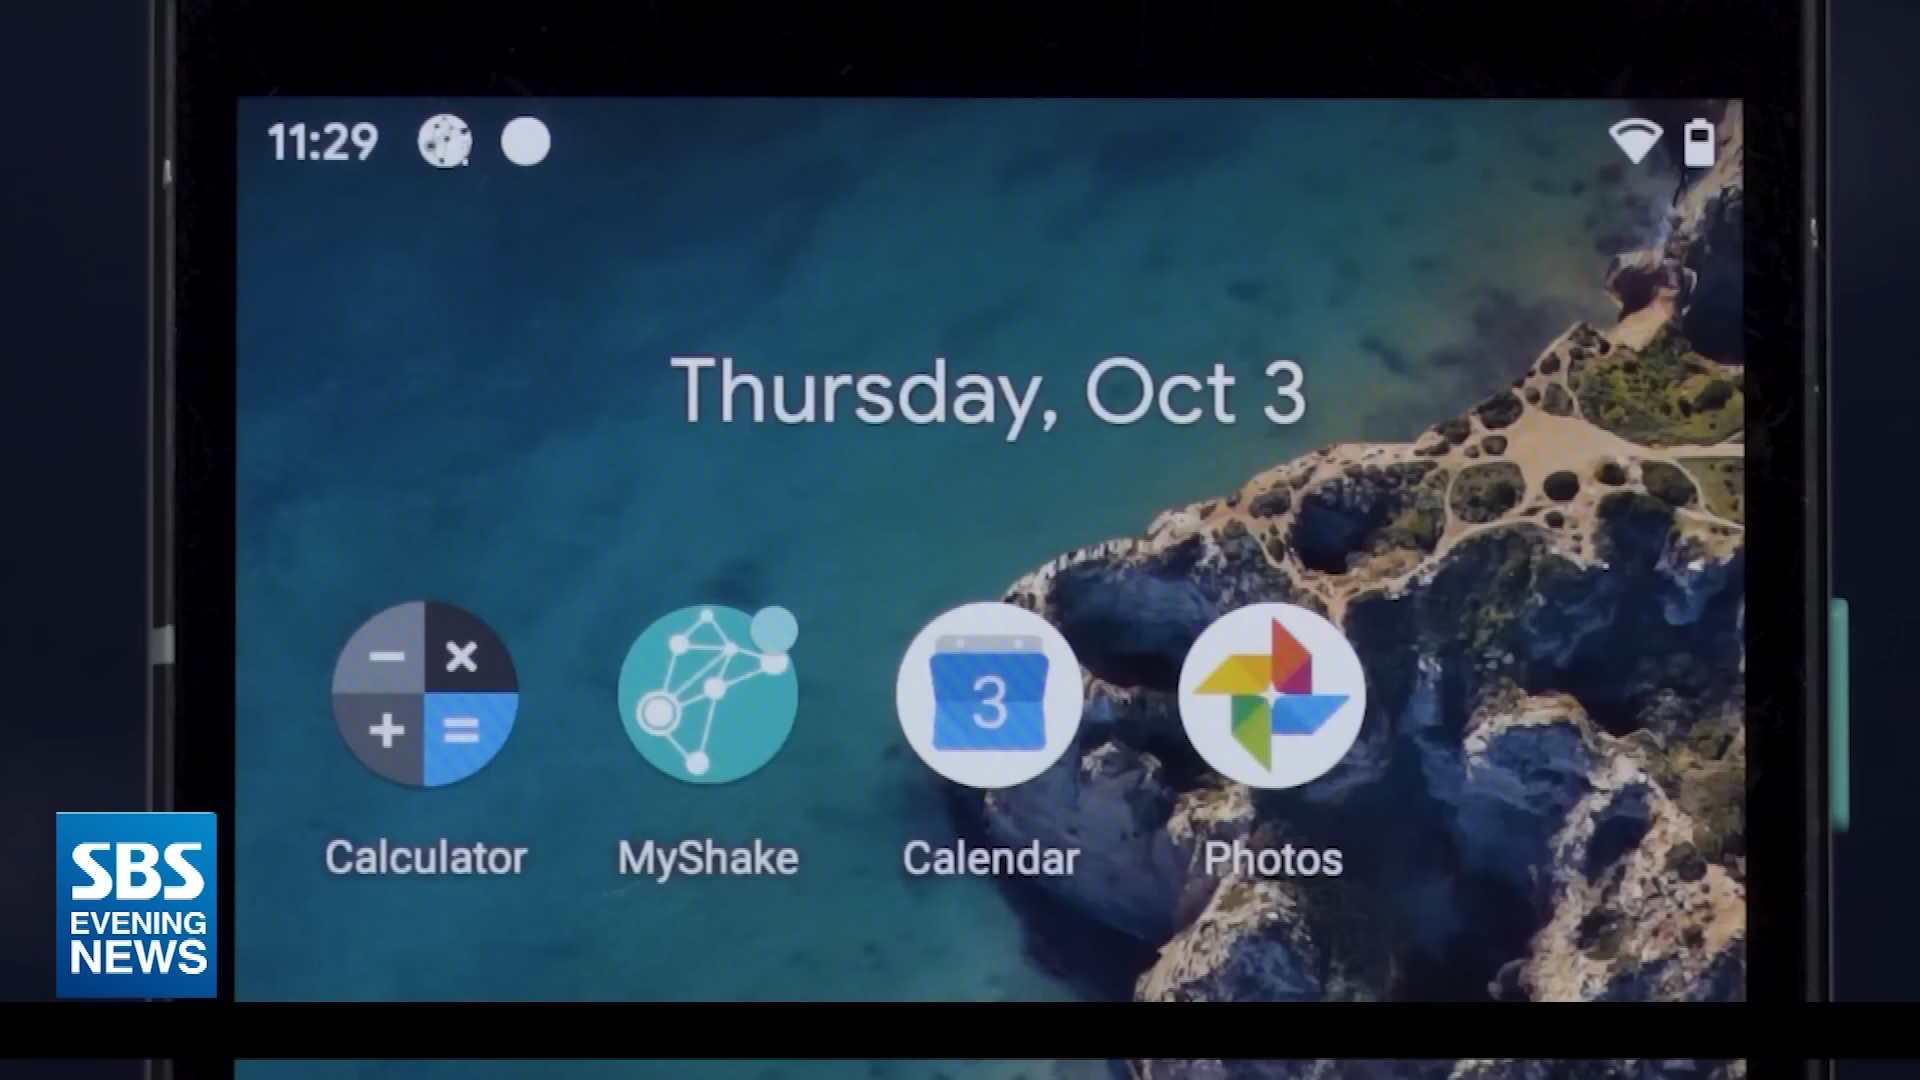 11:29
Thursday, Oct 3
− ×
+ =
3
Calculator MyShake Calendar Photos
SBS
EVENING
NEWS